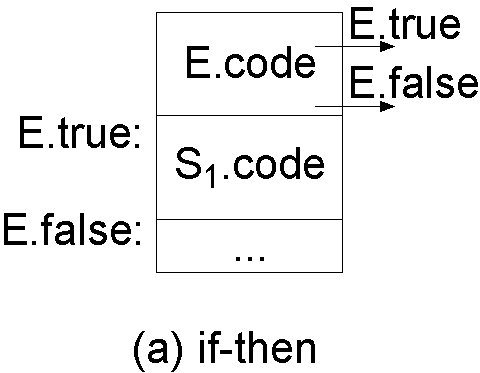 E.true
E.code
E.false
E.true:
S₁.code
E.false:
...
(a) if-then